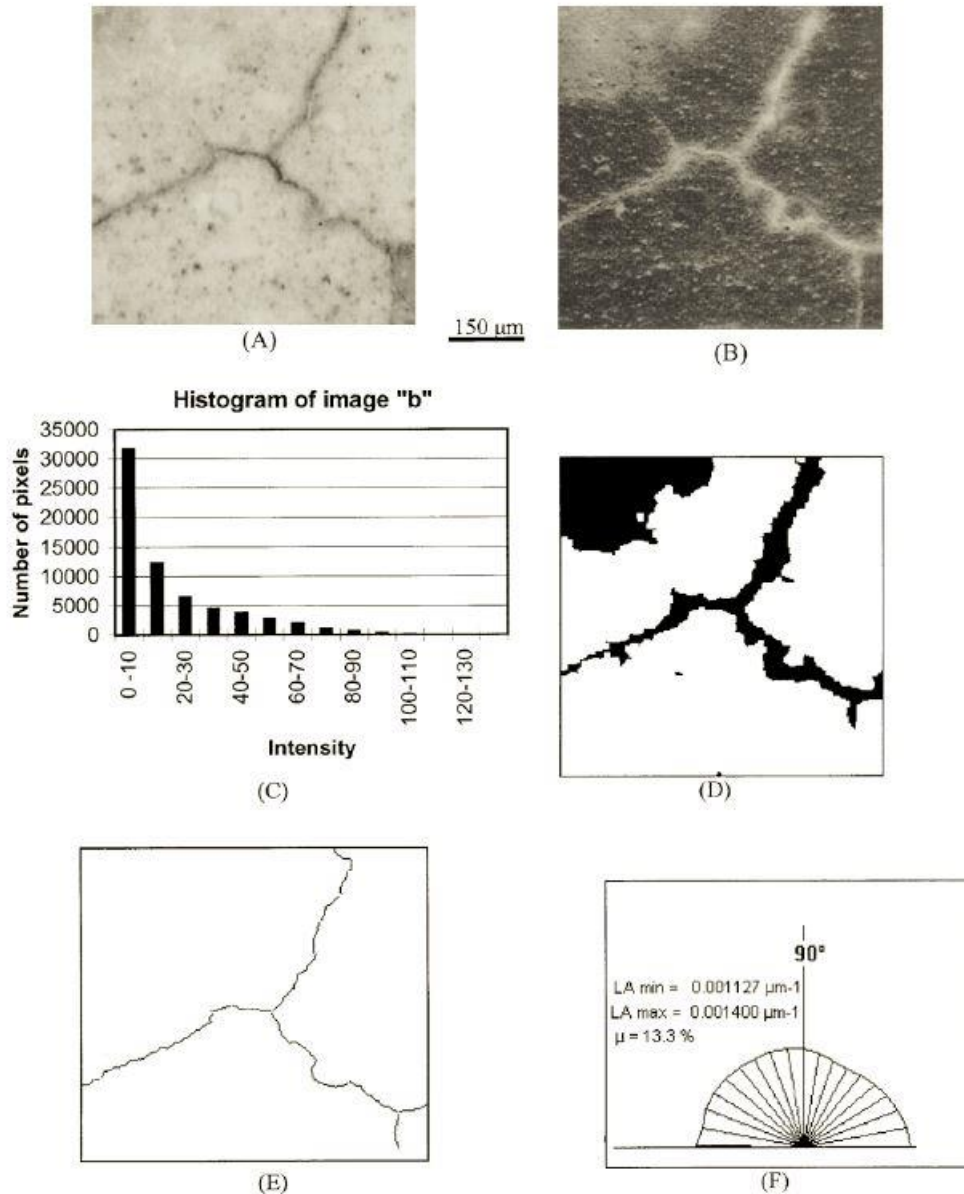 (A)
150 µm
(B)
Histogram of image "b"
Number of pixels
35000
30000
25000
20000
15000
10000
5000
0
0 -10
20-30
40-50
60-70
80-90
100-110
120-130
Intensity
(C)
(D)
(E)
90°
LA min = 0.001127 µm-1
LA max = 0.001400 µm-1
µ = 13.3 %
(F)